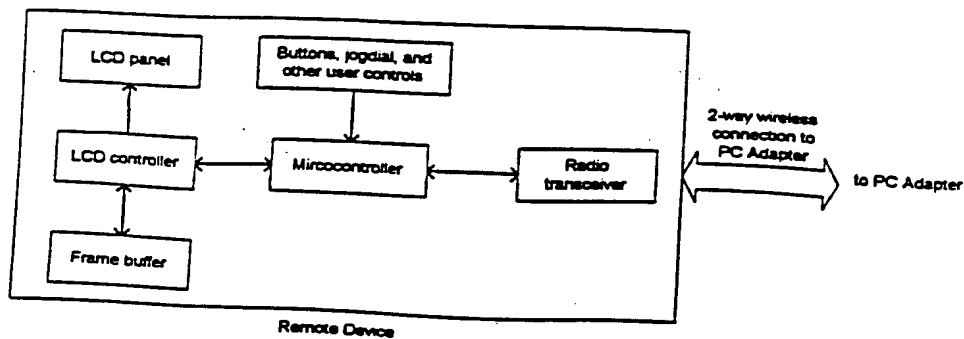 LCD panel
Buttons, jogdial, and
other user controls
2-way wireless
connection to
PC Adapter
LCD controller
Mircocontroller
Radio
transceiver
to PC Adapter
Frame buffer
Remote Device